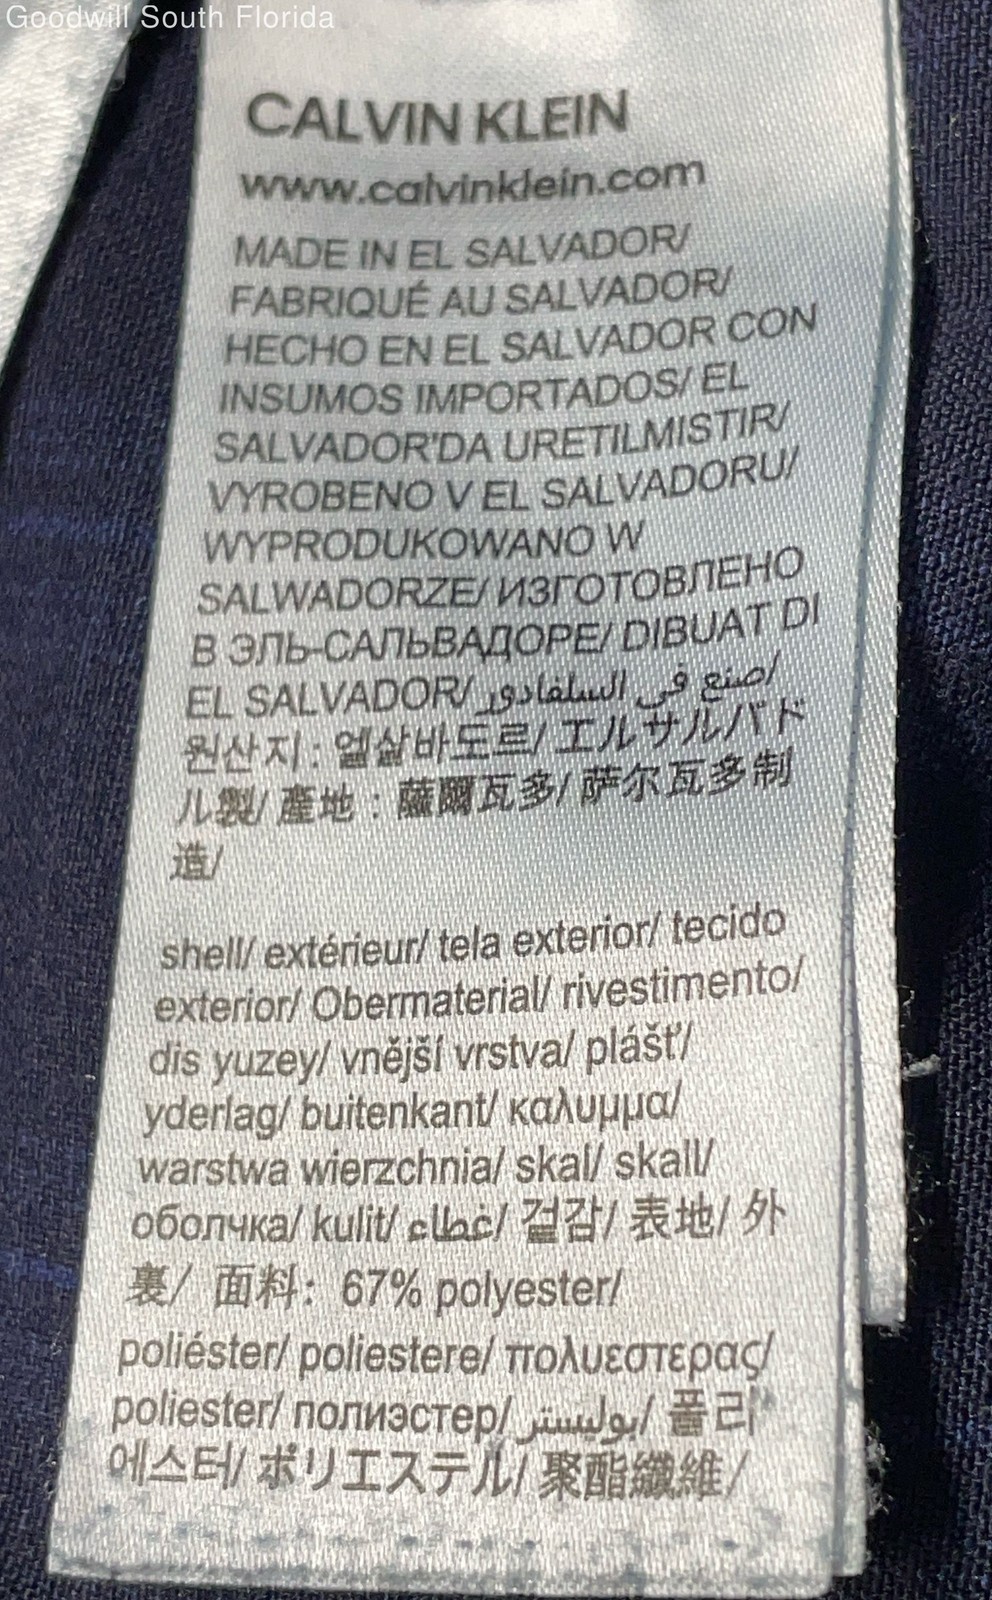 Goodwill South Florida
CALVIN KLEIN
www.calvinklein.com
MADE IN EL SALVADOR/
FABRIQUÉ AU SALVADOR/
HECHO EN EL SALVADOR CON
INSUMOS IMPORTADOS/ EL
SALVADOR'DA URETILMISTIR/
VYROBENO V EL SALVADORU/
WYPRODUKOWANO W
SALWADORZE/ ИЗГОТОВЛЕНО
В ЭЛЬ-САЛЬВАДОРЕ/ DIBUAT DI
EL SALVADOR/ صنع في السلفادور/
원산지: 엘살바도르/ エルサルバド
ル製/ 產地：薩爾瓦多/ 萨尔瓦多制
造/
shell/ extérieur/ tela exterior/ tecido
exterior/ Obermaterial/ rivestimento/
dis yuzey/ vnější vrstva/ plášť/
yderlag/ buitenkant/ καλυμμα/
warstwa wierzchnia/ skal/ skall/
оболчка/ kulit/ غطاء/ 겉감/ 表地/ 外
裏/ 面料: 67% polyester/
poliéster/ poliestere/ πολυεστερας/
poliester/ полиэстер/ بوليستر/ 폴리
에스터/ ポリエステル/ 聚酯纖維/